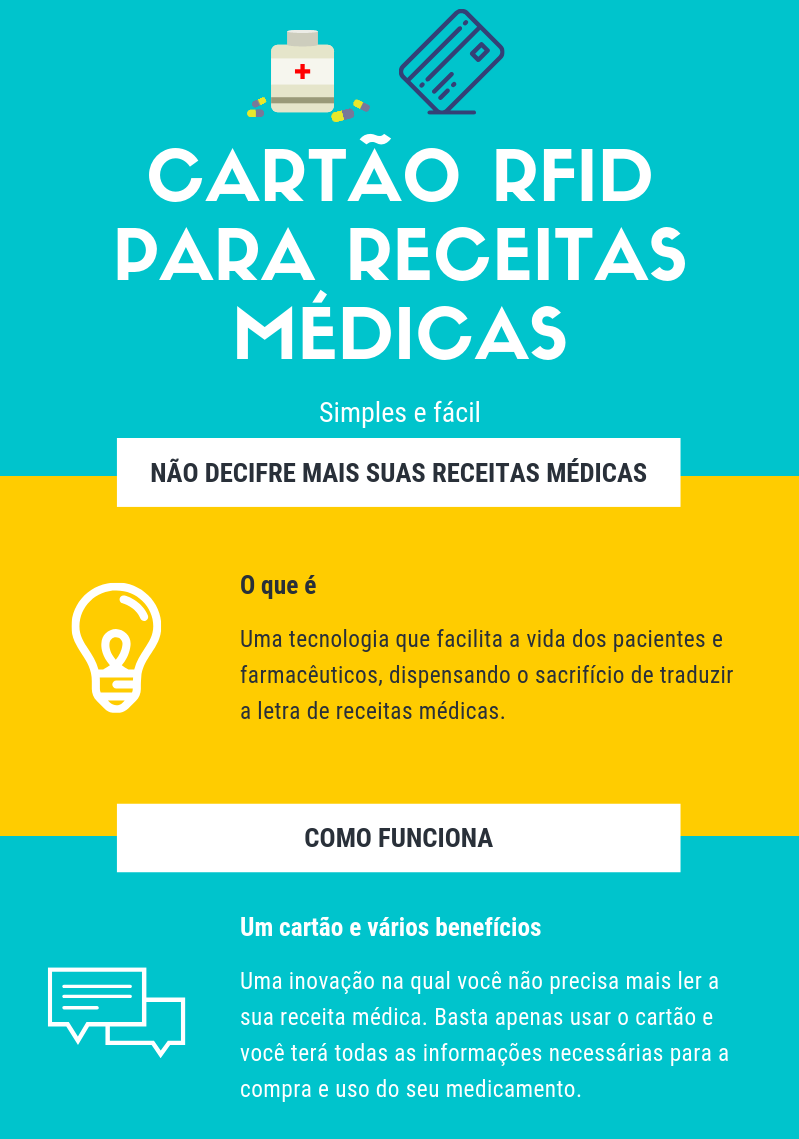 CARTÃO RFID
PARA RECEITAS
MÉDICAS
Simples e fácil
NÃO DECIFRE MAIS SUAS RECEITAS MÉDICAS
O que é
Uma tecnologia que facilita a vida dos pacientes e
farmacêuticos, dispensando o sacrifício de traduzir
a letra de receitas médicas.
COMO FUNCIONA
Um cartão e vários benefícios
Uma inovação na qual você não precisa mais ler a
sua receita médica. Basta apenas usar o cartão e
você terá todas as informações necessárias para a
compra e uso do seu medicamento.